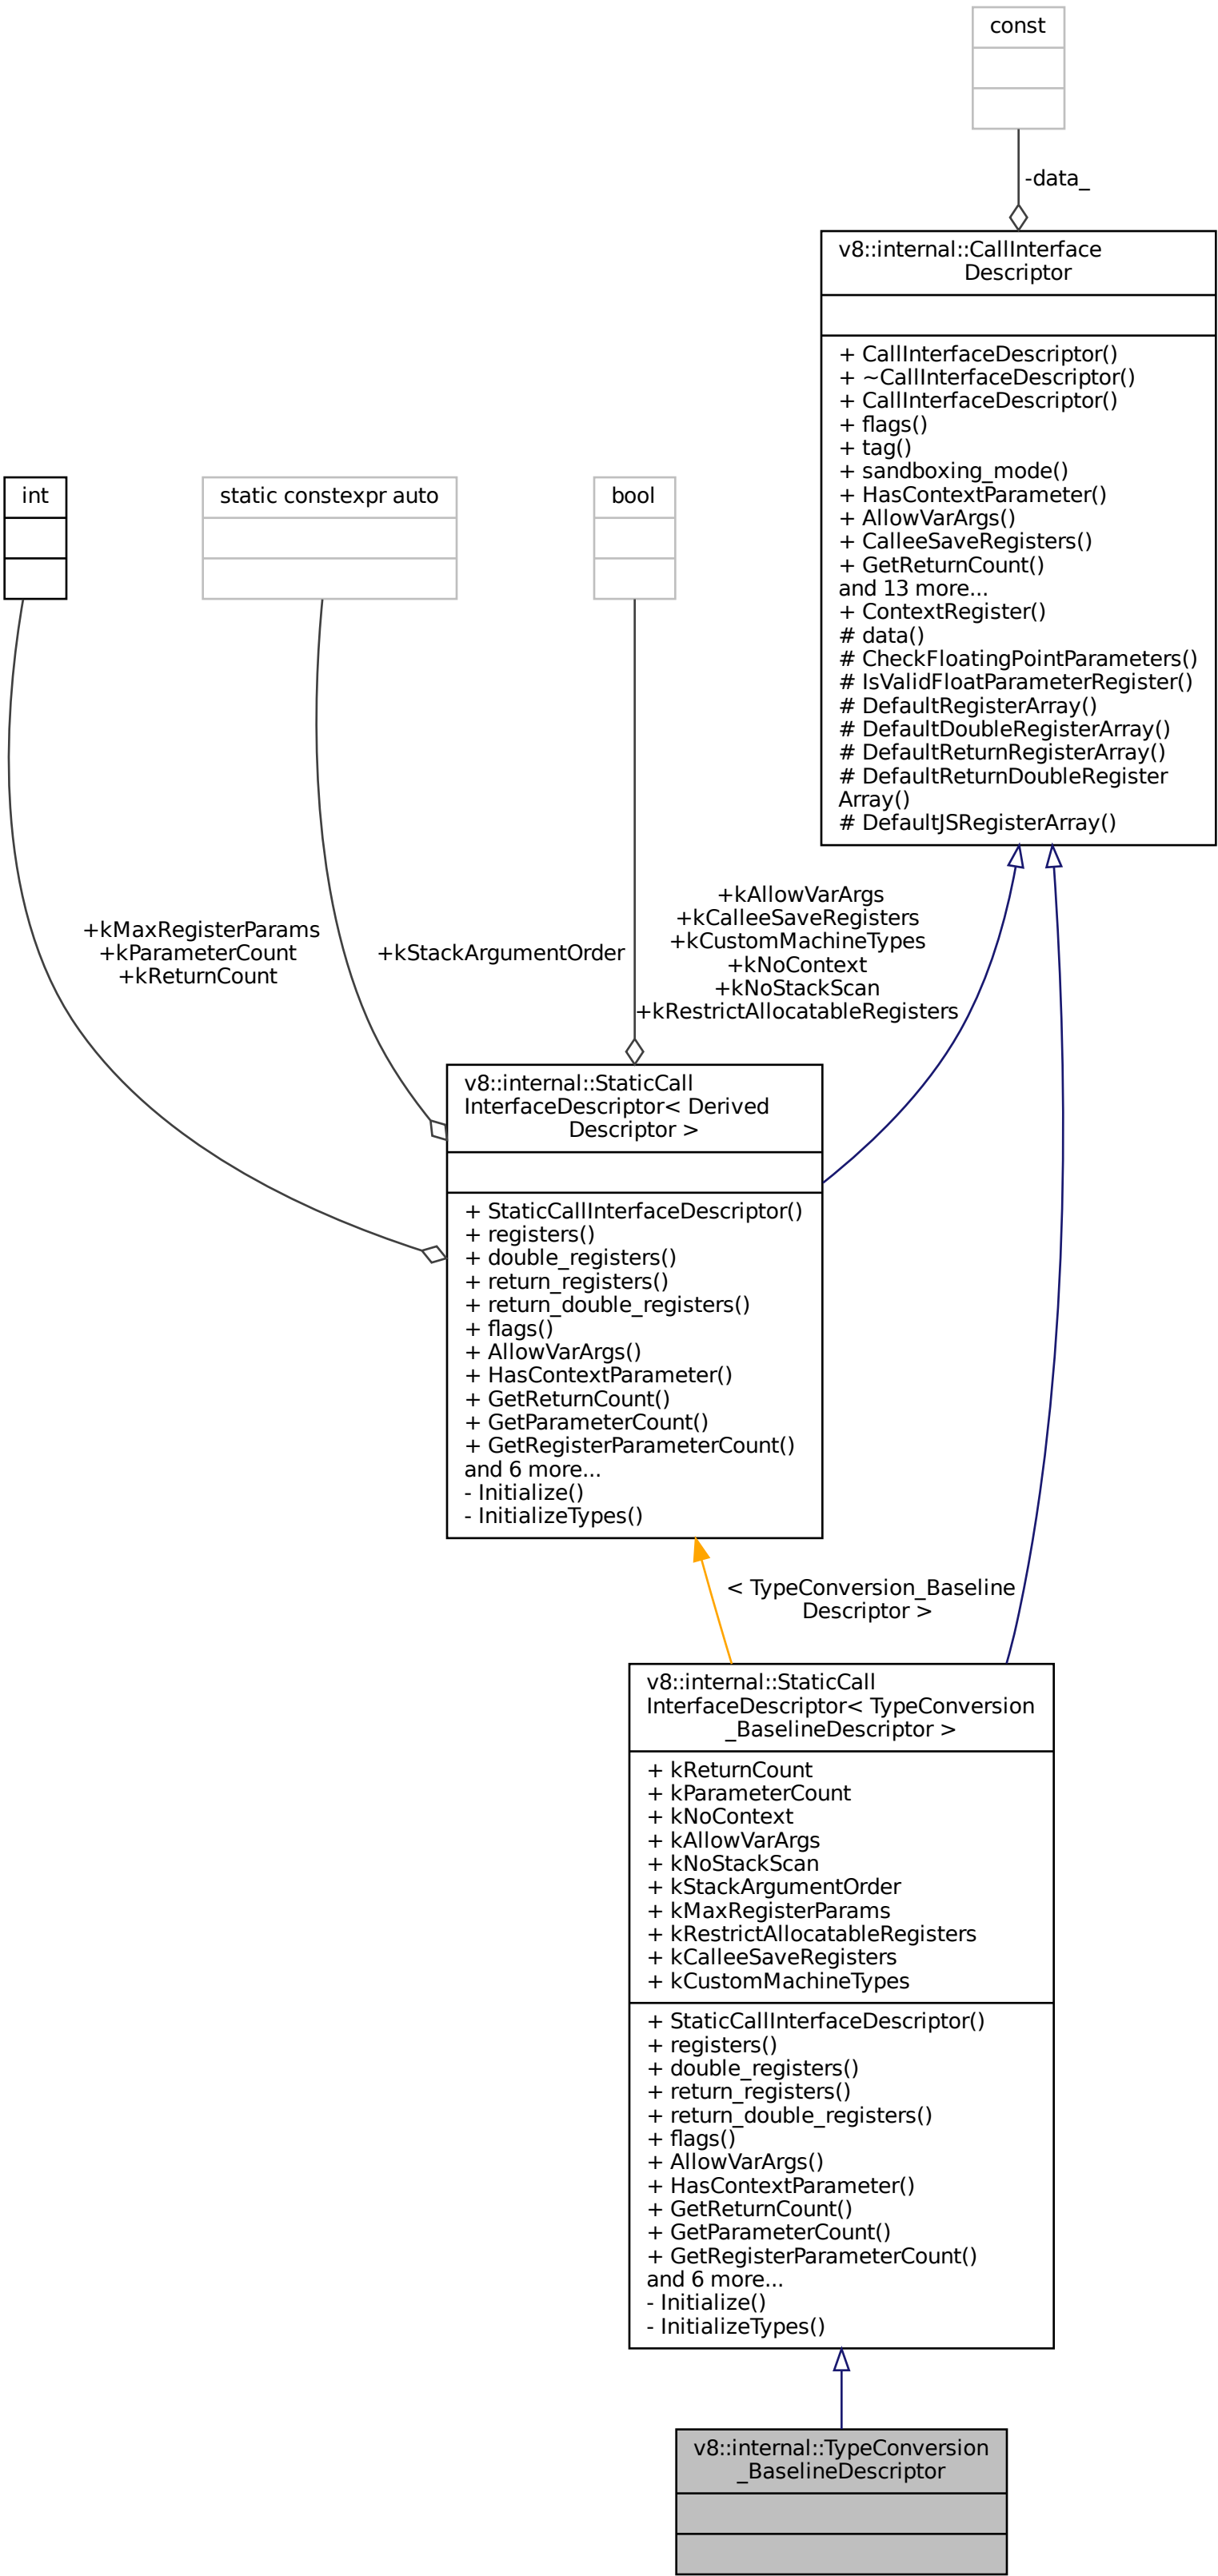 const
-data_
v8::internal::CallInterface
Descriptor
+ CallInterfaceDescriptor()
+ ~CallInterfaceDescriptor()
+ CallInterfaceDescriptor()
+ flags()
+ tag()
+ sandboxing_mode()
+ HasContextParameter()
+ AllowVarArgs()
+ CalleeSaveRegisters()
+ GetReturnCount()
and 13 more...
+ ContextRegister()
# data()
# CheckFloatingPointParameters()
# IsValidFloatParameterRegister()
# DefaultRegisterArray()
# DefaultDoubleRegisterArray()
# DefaultReturnRegisterArray()
# DefaultReturnDoubleRegister
Array()
# DefaultJSRegisterArray()
int
static constexpr auto
bool
+kMaxRegisterParams
+kParameterCount
+kReturnCount
+kStackArgumentOrder
+kAllowVarArgs
+kCalleeSaveRegisters
+kCustomMachineTypes
+kNoContext
+kNoStackScan
+kRestrictAllocatableRegisters
v8::internal::StaticCall
InterfaceDescriptor< Derived
Descriptor >
+ StaticCallInterfaceDescriptor()
+ registers()
+ double_registers()
+ return_registers()
+ return_double_registers()
+ flags()
+ AllowVarArgs()
+ HasContextParameter()
+ GetReturnCount()
+ GetParameterCount()
+ GetRegisterParameterCount()
and 6 more...
- Initialize()
- InitializeTypes()
< TypeConversion_Baseline
Descriptor >
v8::internal::StaticCall
InterfaceDescriptor< TypeConversion
_BaselineDescriptor >
+ kReturnCount
+ kParameterCount
+ kNoContext
+ kAllowVarArgs
+ kNoStackScan
+ kStackArgumentOrder
+ kMaxRegisterParams
+ kRestrictAllocatableRegisters
+ kCalleeSaveRegisters
+ kCustomMachineTypes
+ StaticCallInterfaceDescriptor()
+ registers()
+ double_registers()
+ return_registers()
+ return_double_registers()
+ flags()
+ AllowVarArgs()
+ HasContextParameter()
+ GetReturnCount()
+ GetParameterCount()
+ GetRegisterParameterCount()
and 6 more...
- Initialize()
- InitializeTypes()
v8::internal::TypeConversion
_BaselineDescriptor